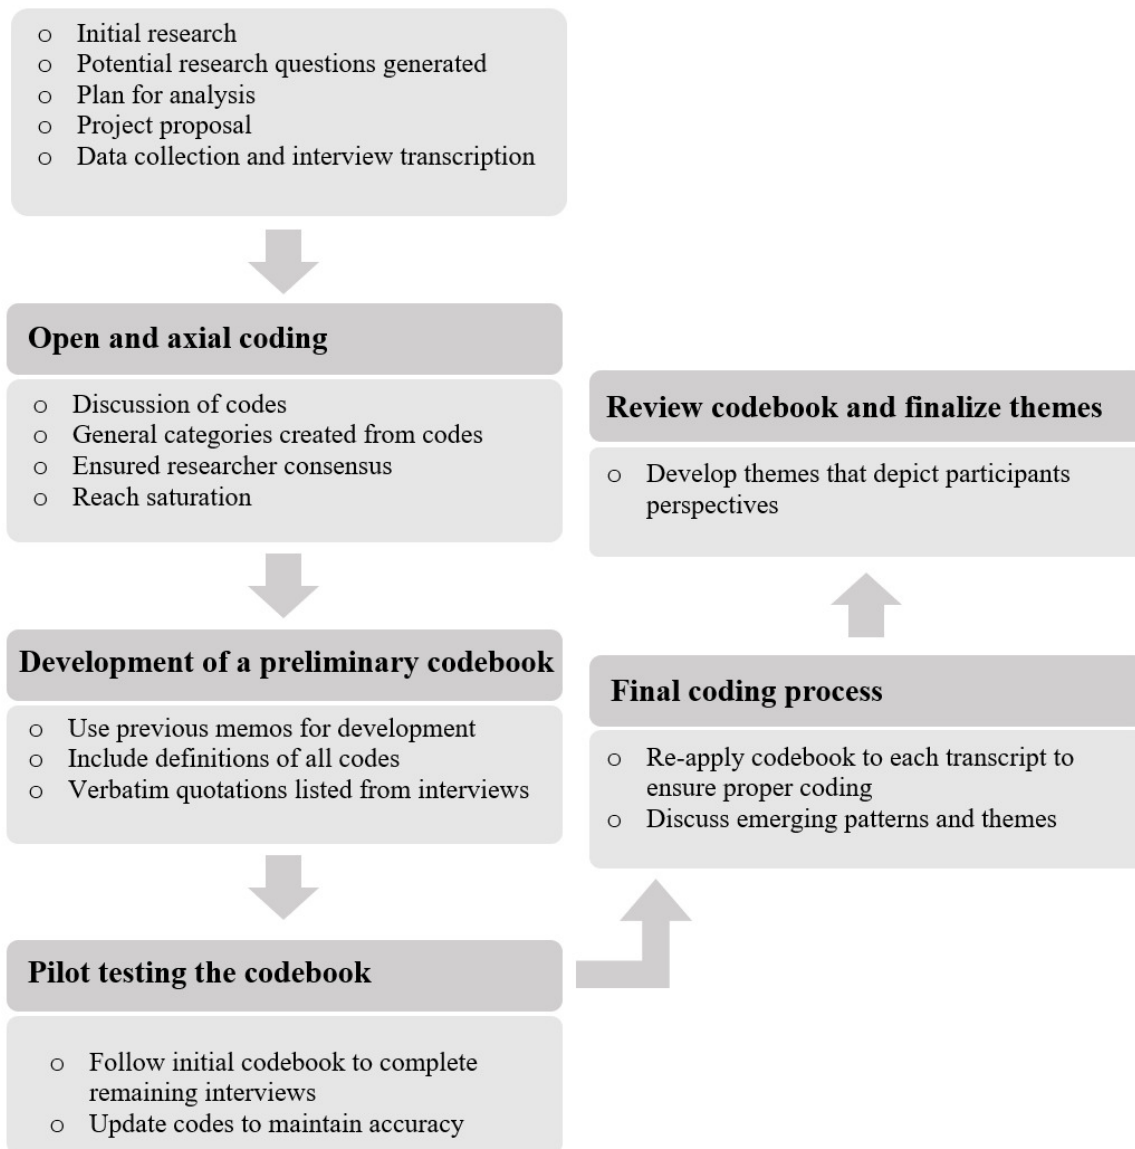 o Initial research
o Potential research questions generated
o Plan for analysis
o Project proposal
o Data collection and interview transcription
Open and axial coding
o Discussion of codes
o General categories created from codes
o Ensured researcher consensus
o Reach saturation
Development of a preliminary codebook
o Use previous memos for development
o Include definitions of all codes
o Verbatim quotations listed from interviews
Pilot testing the codebook
o Follow initial codebook to complete
remaining interviews
o Update codes to maintain accuracy
Final coding process
o Re-apply codebook to each transcript to
ensure proper coding
o Discuss emerging patterns and themes
Review codebook and finalize themes
o Develop themes that depict participants
perspectives